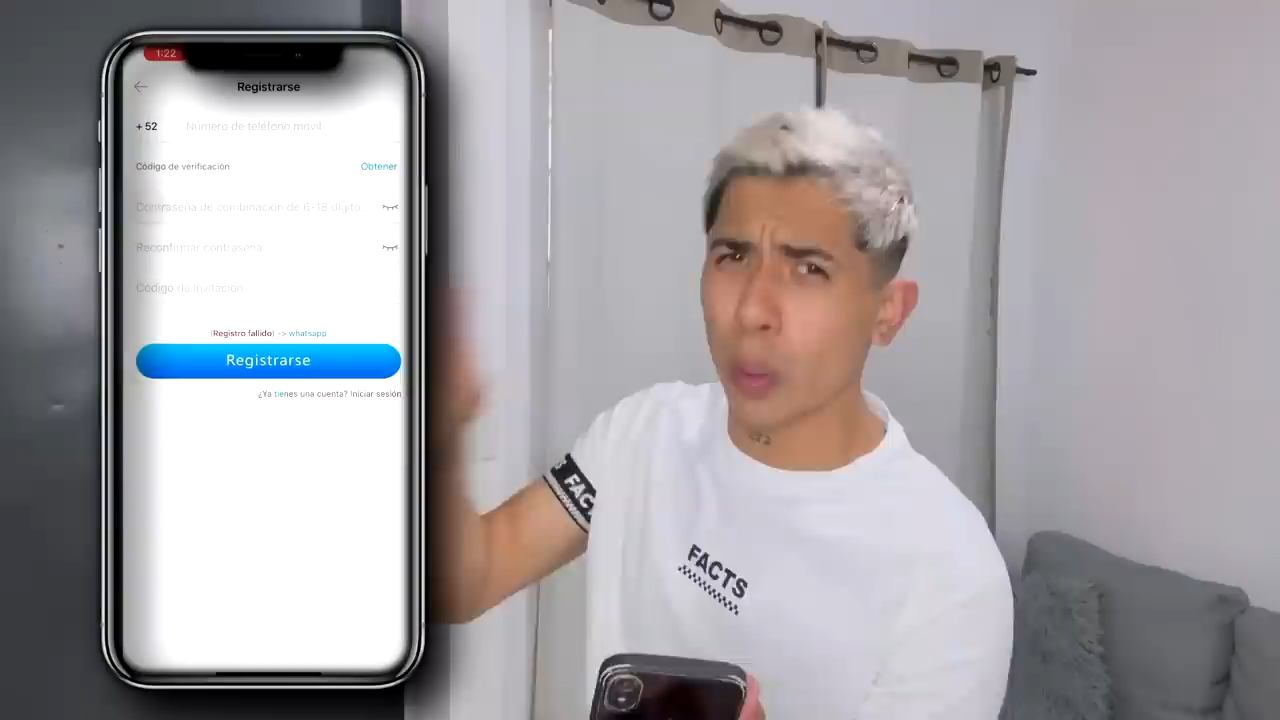 1:22
Registrarse
+ 52 Número de teléfono móvil
Código de verificación Obtener
Contraseña de combinación de 6-18 dígito
Reconfirmar contraseña
Código de invitación
(Registro fallido) -> whatsapp
Registrarse
¿Ya tienes una cuenta? Iniciar sesión
FAC
FACTS